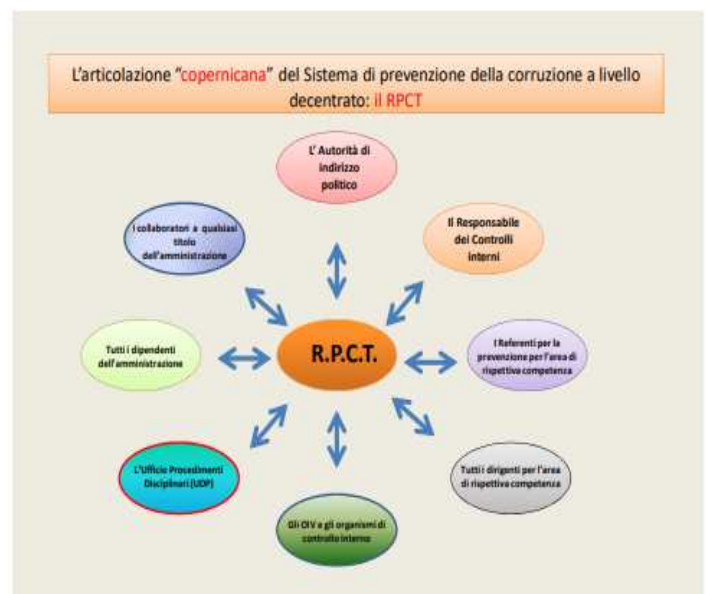 L'articolazione "copernicana" del Sistema di prevenzione della corruzione a livello
decentrato: il RPCT
L' Autorità di
indirizzo
politico
I collaboratori a qualsiasi
titolo
dell'amministrazione
Il Responsabile
dei Controlli
interni
Tutti i dipendenti
dell'amministrazione
R.P.C.T.
I Referenti per la
prevenzione per l'area di
rispettiva competenza
L'Ufficio Procedimenti
Disciplinari (UDP)
Tutti i dirigenti per l'area
di rispettiva competenza
Gli OIV e gli organismi di
controllo interno